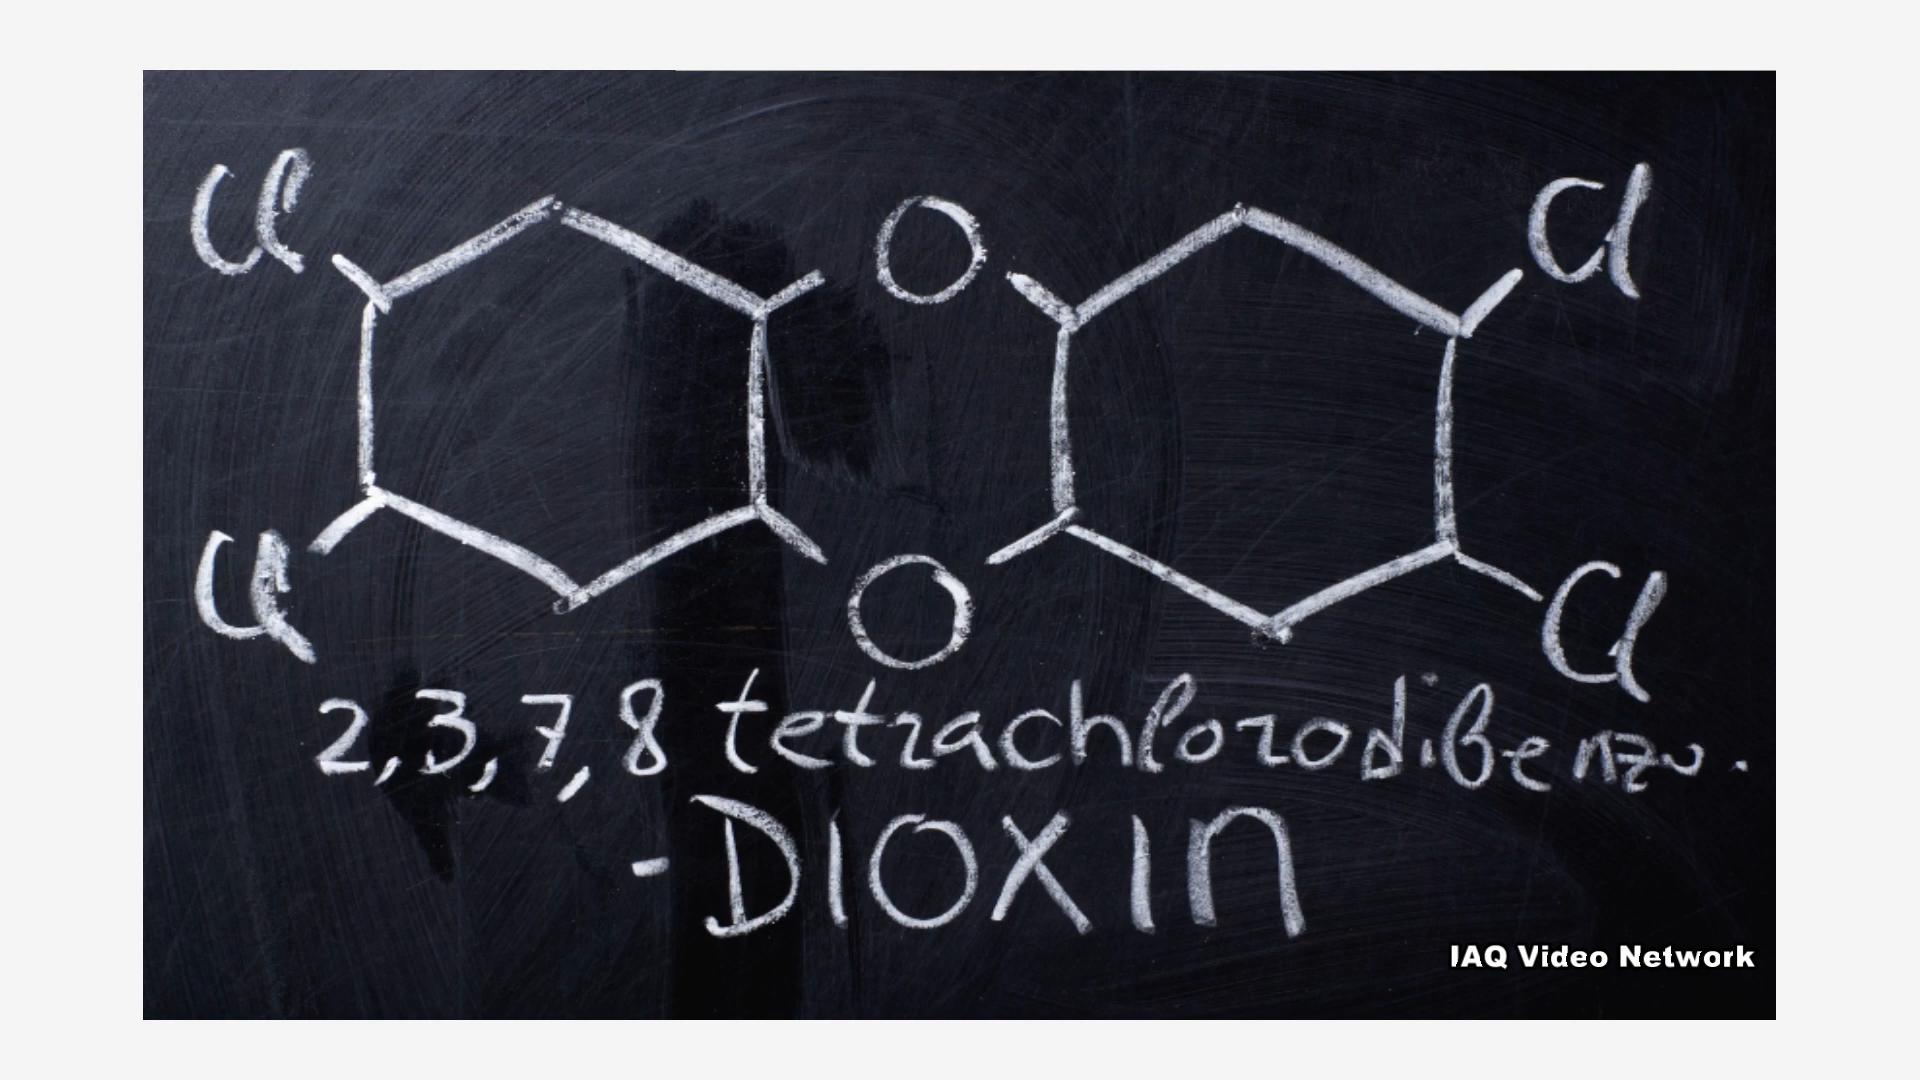 Cl O Cl
Cl O Cl
2,3,7,8 tetrachlorodibenzo.
-DIOXIN
IAQ Video Network